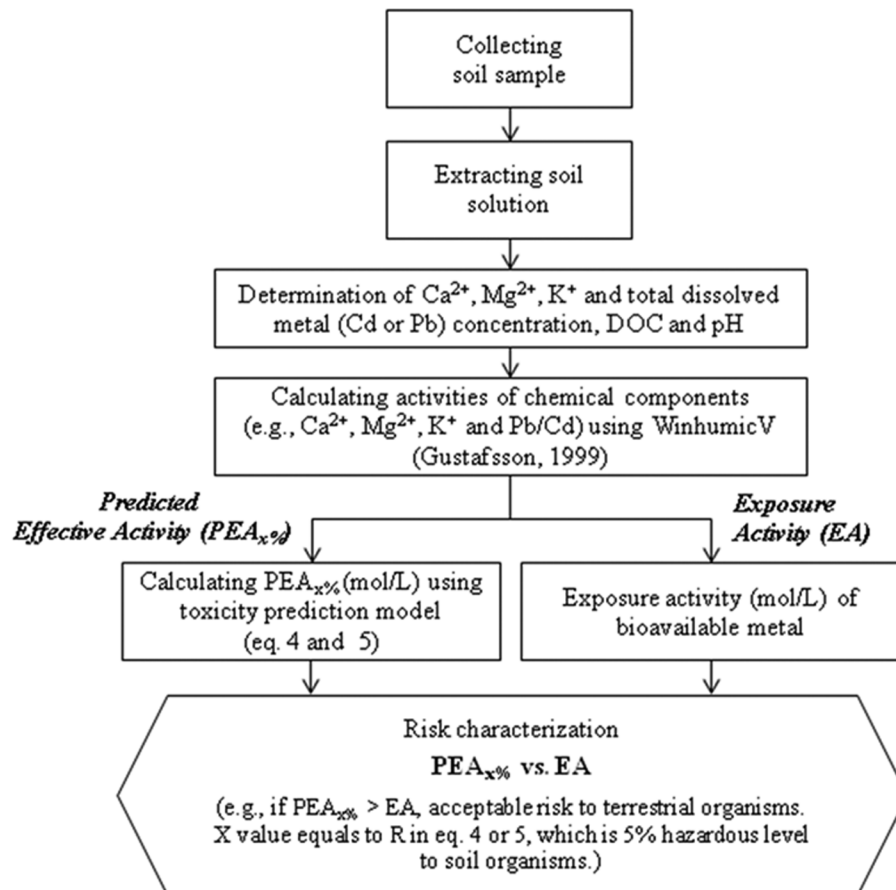 Collecting
soil sample
Extracting soil
solution
Determination of Ca²⁺, Mg²⁺, K⁺ and total dissolved
metal (Cd or Pb) concentration, DOC and pH
Calculating activities of chemical components
(e.g., Ca²⁺, Mg²⁺, K⁺ and Pb/Cd) using WinhumicV
(Gustafsson, 1999)
Predicted
Effective Activity (PEAₓ%)
Exposure
Activity (EA)
Calculating PEAₓ% (mol/L) using
toxicity prediction model
(eq. 4 and 5)
Exposure activity (mol/L) of
bioavailable metal
Risk characterization
PEAₓ% vs. EA
(e.g., if PEAₓ% > EA, acceptable risk to terrestrial organisms.
X value equals to R in eq. 4 or 5, which is 5% hazardous level
to soil organisms.)